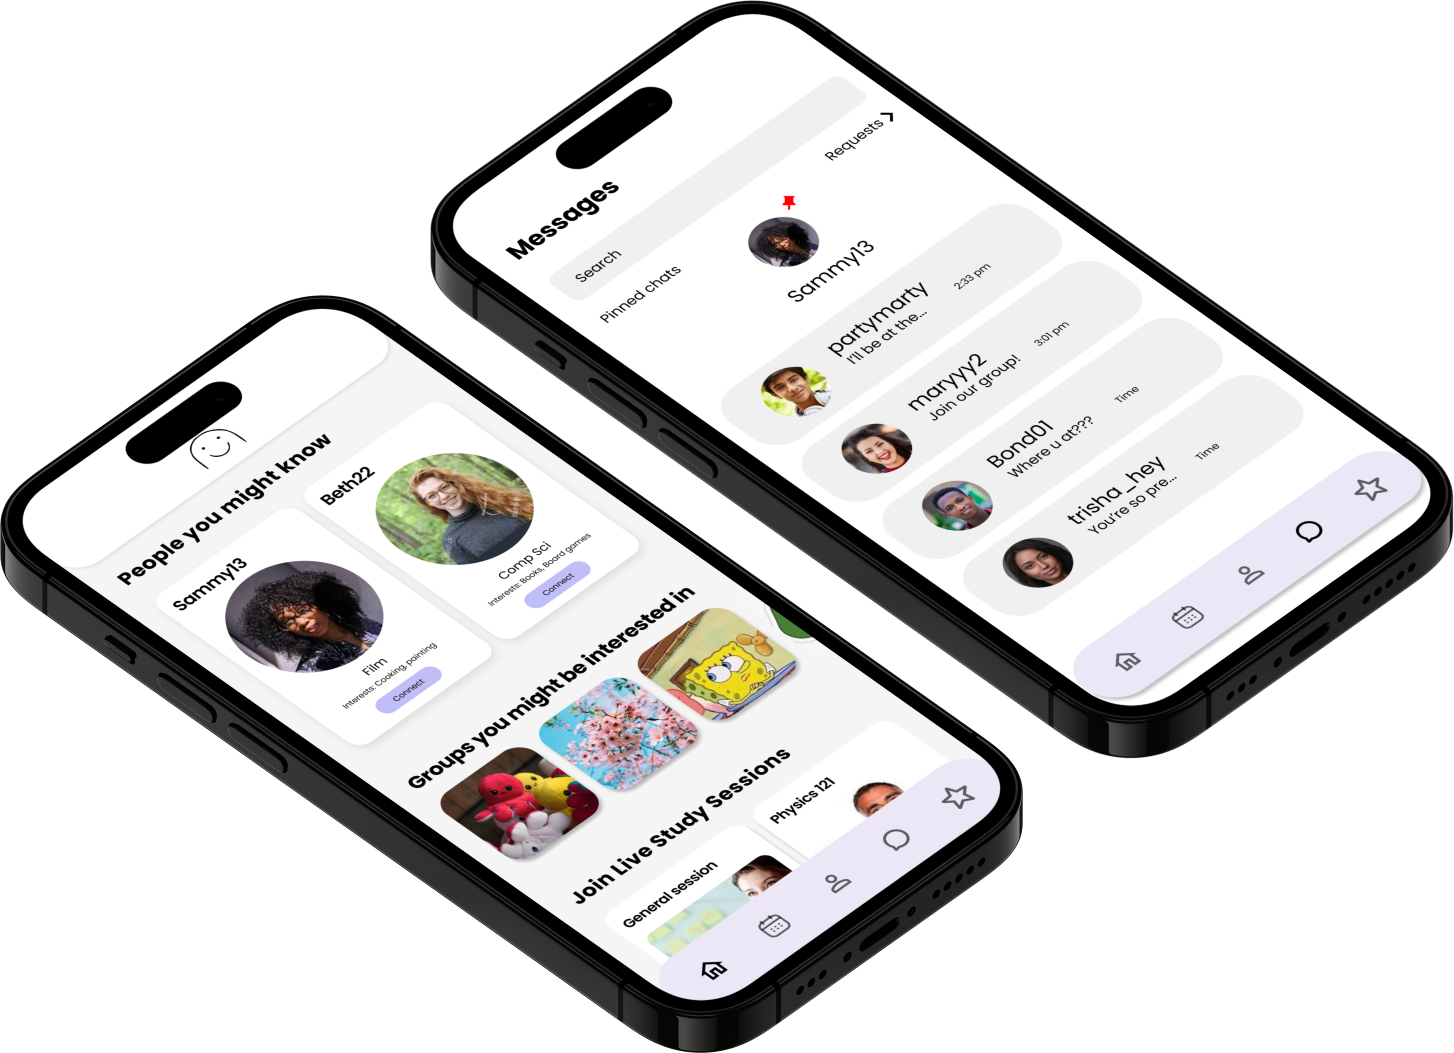 Messages
Search
Requests
Pinned chats
Sammy13
partymarty
2:33 pm
I'll be at the...
maryyy2
3:01 pm
Join our group!
Bond01
Time
Where u at???
trisha_hey
Time
You're so pre...
People you might know
Sammy13
Film
Interests: Cooking, painting
Connect
Beth22
Comp Sci
Interests: Books, Board games
Connect
Groups you might be interested in
Join Live Study Sessions
General session
Physics 121